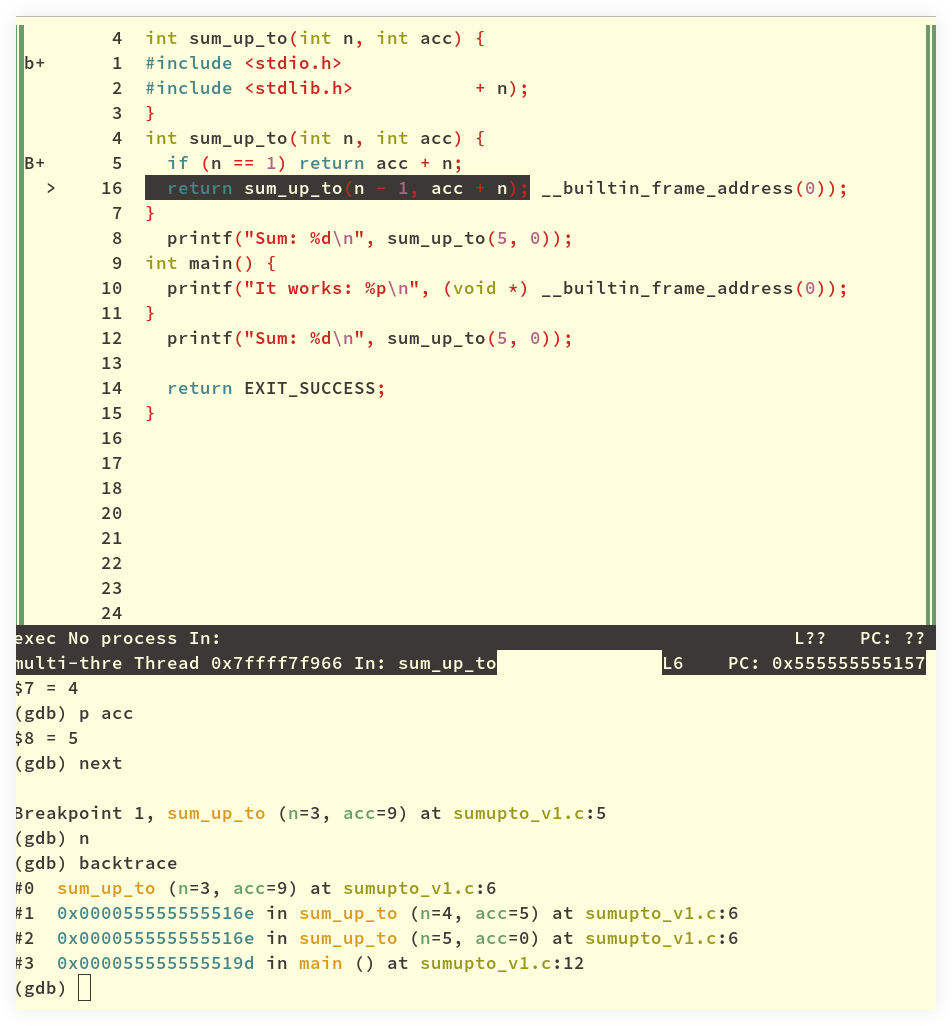 4 int sum_up_to(int n, int acc) {
b+ 1 #include <stdio.h>
2 #include <stdlib.h> + n);
3 }
4 int sum_up_to(int n, int acc) {
B+ 5 if (n == 1) return acc + n;
> 16 return sum_up_to(n - 1, acc + n); __builtin_frame_address(0));
7 }
8 printf("Sum: %d\n", sum_up_to(5, 0));
9 int main() {
10 printf("It works: %p\n", (void *) __builtin_frame_address(0));
11 }
12 printf("Sum: %d\n", sum_up_to(5, 0));
13
14 return EXIT_SUCCESS;
15 }
16
17
18
20
21
22
23
24
exec No process In: L?? PC: ??
multi-thre Thread 0x7ffff7f966 In: sum_up_to L6 PC: 0x555555555157
$7 = 4
(gdb) p acc
$8 = 5
(gdb) next
Breakpoint 1, sum_up_to (n=3, acc=9) at sumupto_v1.c:5
(gdb) n
(gdb) backtrace
#0 sum_up_to (n=3, acc=9) at sumupto_v1.c:6
#1 0x000055555555516e in sum_up_to (n=4, acc=5) at sumupto_v1.c:6
#2 0x000055555555516e in sum_up_to (n=5, acc=0) at sumupto_v1.c:6
#3 0x000055555555519d in main () at sumupto_v1.c:12
(gdb)